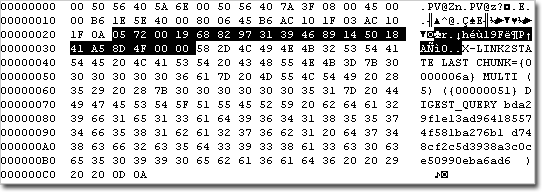 00000000 00 50 56 40 5A 6E 00 50 56 40 7A 3F 08 00 45 00 .PV@Zn.PV@z?◘.E.
00000010 00 B6 1E 5E 40 00 80 06 45 B6 AC 10 1F 03 AC 10 .╢▲^@.Ç♠E╢¼►▼♥¼►
00000020 1F 0A 05 72 00 19 68 82 97 31 39 46 89 14 50 18 ▼◙♣r.↓héù19Fë¶P↑
00000030 41 A5 8D 4F 00 00 58 2D 4C 49 4E 4B 32 53 54 41 AÑìO..X-LINK2STA
00000040 54 45 20 4C 41 53 54 20 43 48 55 4E 4B 3D 7B 30 TE LAST CHUNK={0
00000050 30 30 30 30 30 36 61 7D 20 4D 55 4C 54 49 20 28 000006a} MULTI (
00000060 35 29 20 28 7B 30 30 30 30 30 30 35 31 7D 20 44 5) ({00000051} D
00000070 49 47 45 53 54 5F 51 55 45 52 59 20 62 64 61 32 IGEST_QUERY bda2
00000080 39 66 31 65 31 33 61 64 39 36 34 31 38 35 35 37 9f1e13ad96418557
00000090 34 66 35 38 31 62 61 32 37 36 62 31 20 64 37 34 4f581ba276b1 d74
000000A0 38 63 66 32 63 35 64 33 39 33 38 61 33 63 30 63 8cf2c5d3938a3c0c
000000B0 65 35 30 39 39 30 65 62 61 36 61 64 36 20 20 29 e50990eba6ad6  )
000000C0 20 20 0D 0A   ♪◙